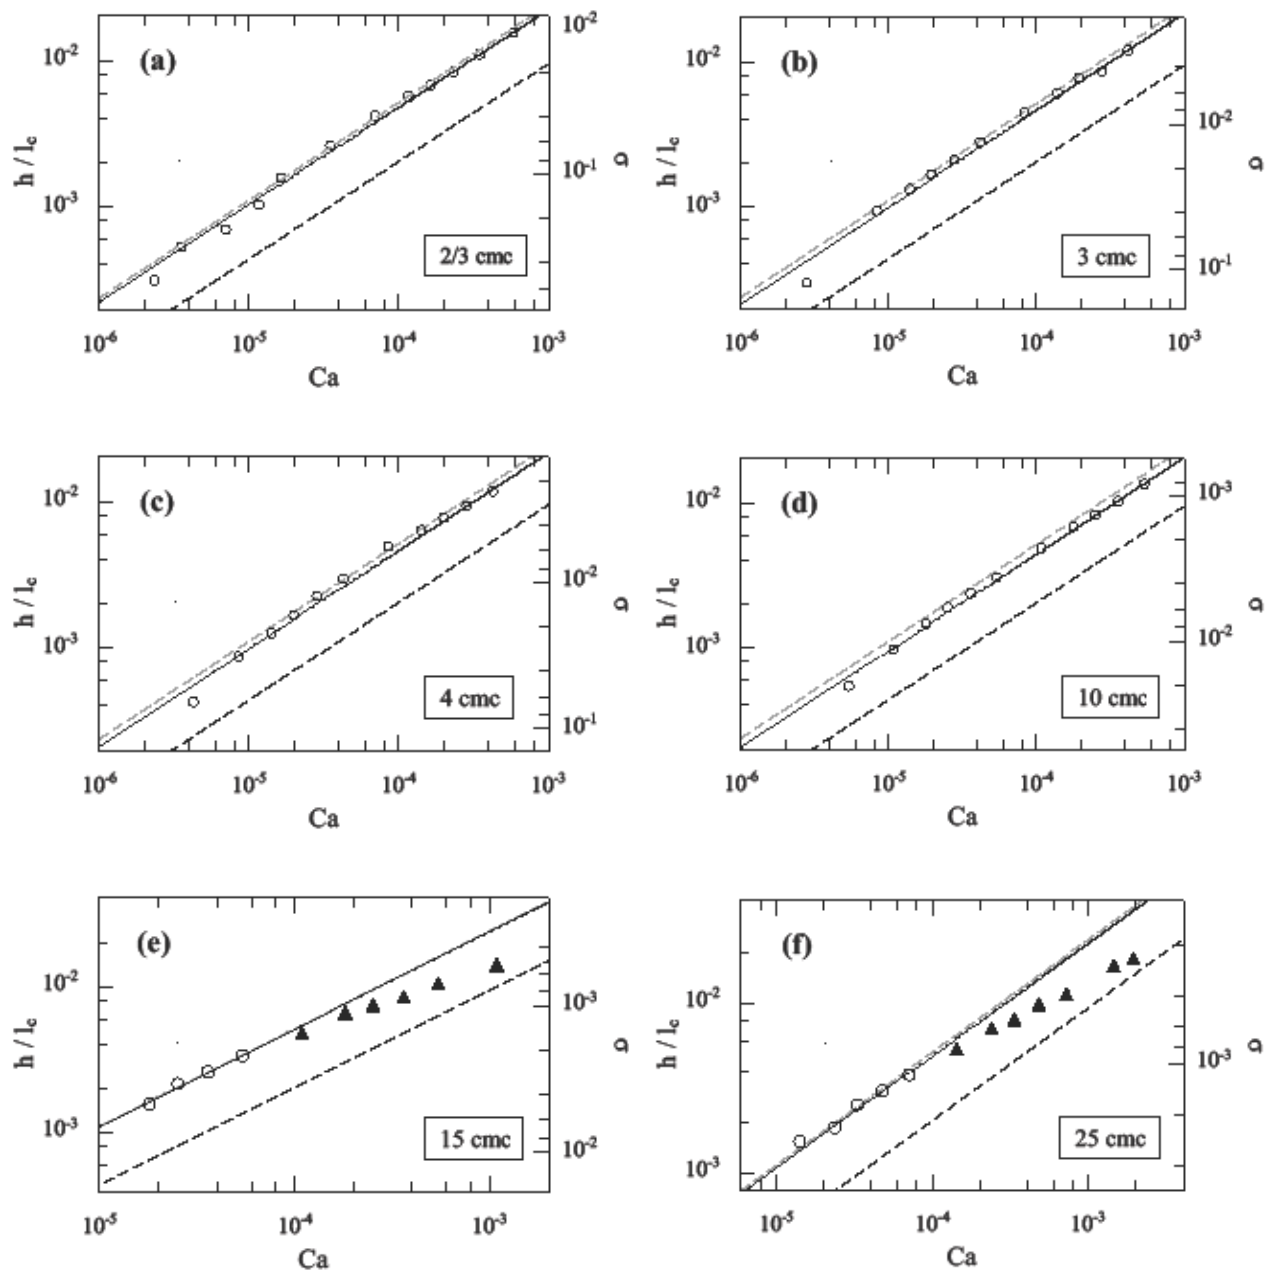 (a)
h / l_c
10⁻²
10⁻³
10⁻²
10⁻¹
σ
2/3 cmc
10⁻⁶ 10⁻⁵ 10⁻⁴ 10⁻³
Ca
(b)
h / l_c
10⁻²
10⁻³
10⁻²
10⁻¹
σ
3 cmc
10⁻⁶ 10⁻⁵ 10⁻⁴ 10⁻³
Ca
(c)
h / l_c
10⁻²
10⁻³
10⁻²
10⁻¹
σ
4 cmc
10⁻⁶ 10⁻⁵ 10⁻⁴ 10⁻³
Ca
(d)
h / l_c
10⁻²
10⁻³
10⁻³
10⁻²
σ
10 cmc
10⁻⁶ 10⁻⁵ 10⁻⁴ 10⁻³
Ca
(e)
h / l_c
10⁻²
10⁻³
10⁻³
10⁻²
σ
15 cmc
10⁻⁵ 10⁻⁴ 10⁻³
Ca
(f)
h / l_c
10⁻²
10⁻³
10⁻³
σ
25 cmc
10⁻⁵ 10⁻⁴ 10⁻³
Ca